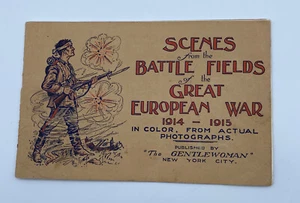 SCENES
from the
BATTLE FIELDS
of the
GREAT
EUROPEAN WAR
1914 - 1915
IN COLOR, FROM ACTUAL
PHOTOGRAPHS.
PUBLISHED BY
"The GENTLEWOMAN"
NEW YORK CITY.